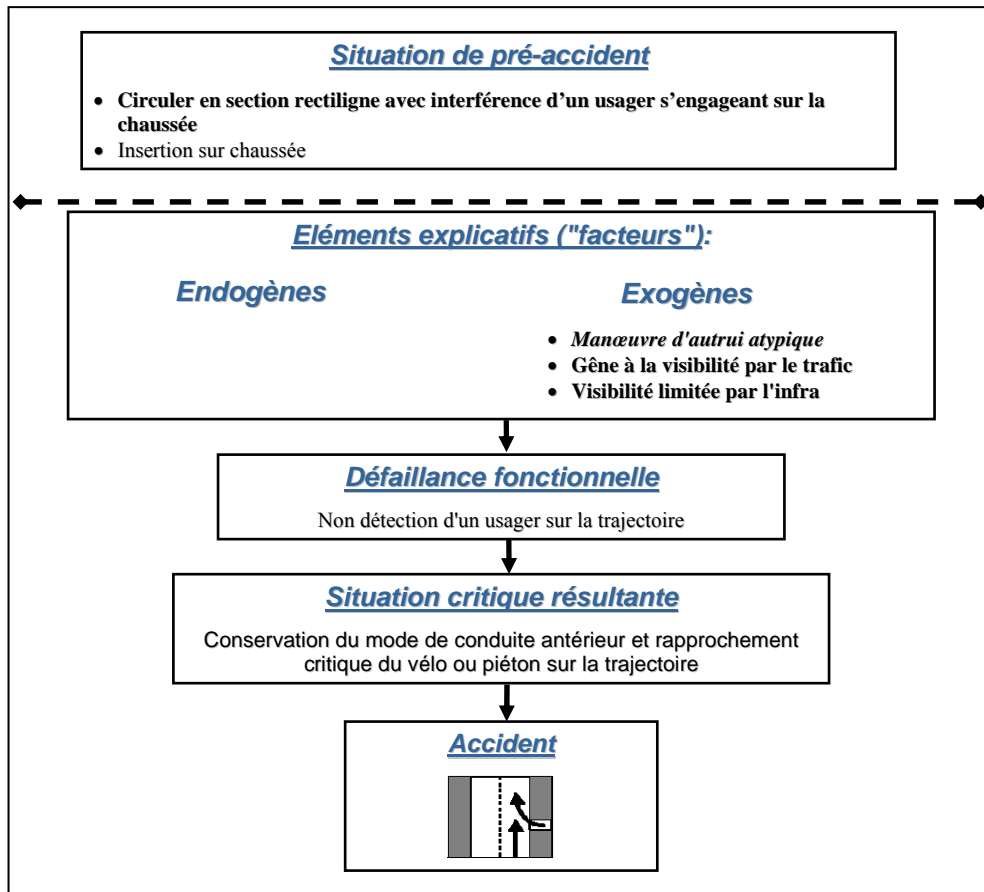 Situation de pré-accident
• Circuler en section rectiligne avec interférence d'un usager s'engageant sur la
chaussée
• Insertion sur chaussée
Eléments explicatifs ("facteurs"):
Endogènes
Exogènes
• Manœuvre d'autrui atypique
• Gêne à la visibilité par le trafic
• Visibilité limitée par l'infra
Défaillance fonctionnelle
Non détection d'un usager sur la trajectoire
Situation critique résultante
Conservation du mode de conduite antérieur et rapprochement
critique du vélo ou piéton sur la trajectoire
Accident